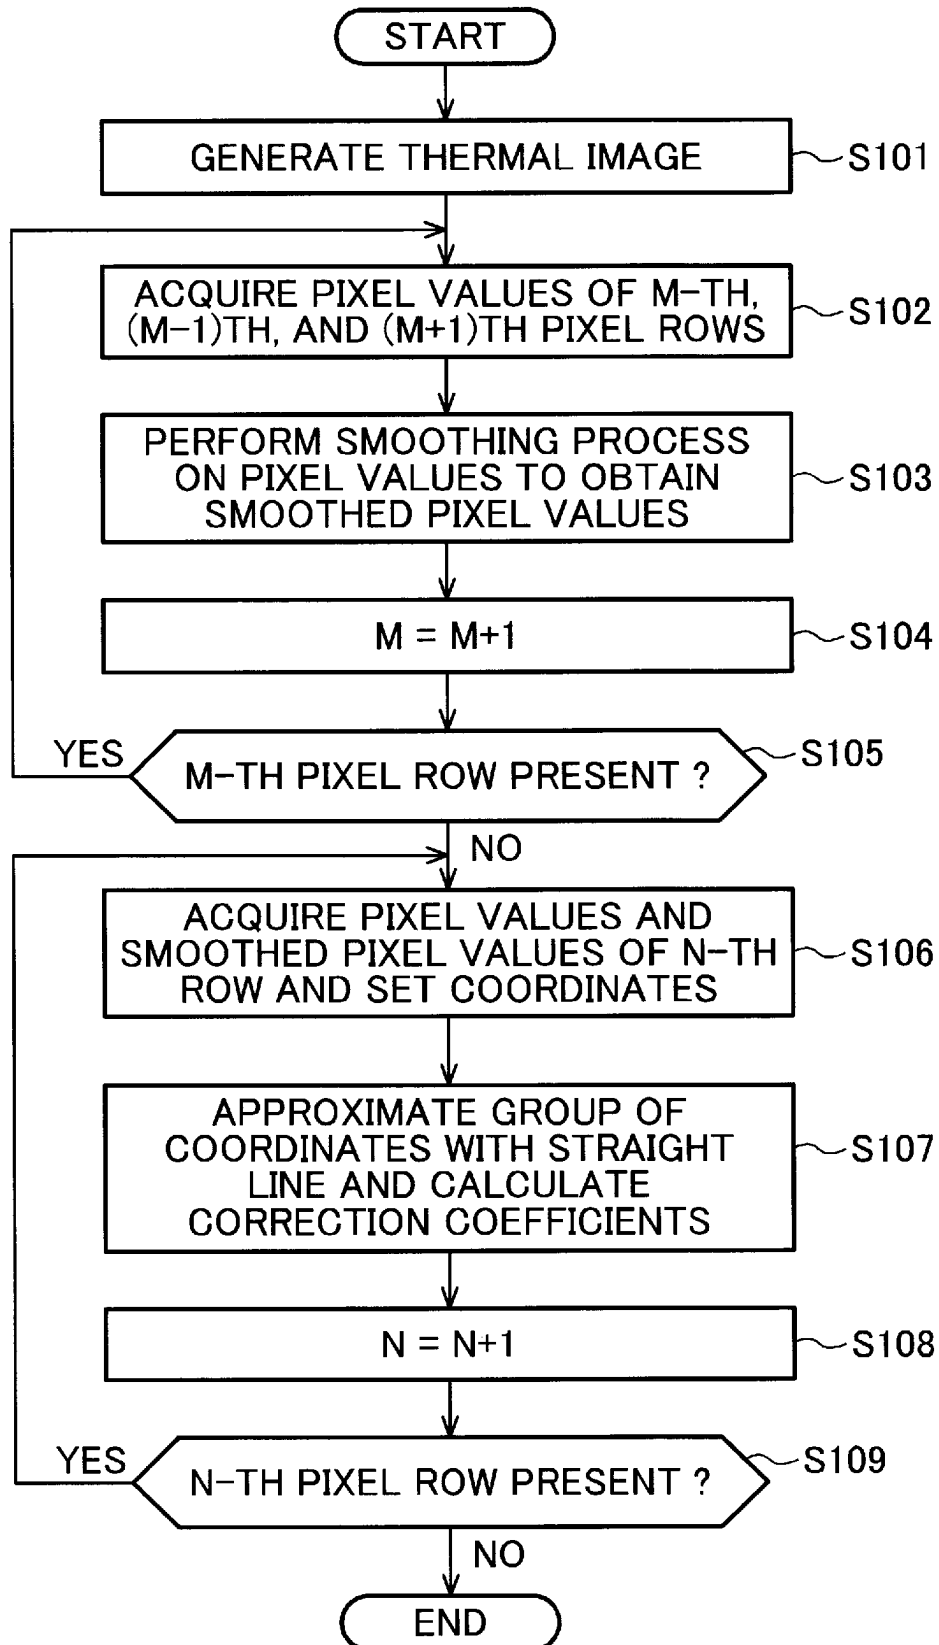 START
GENERATE THERMAL IMAGE
S101
ACQUIRE PIXEL VALUES OF M-TH,
(M-1)TH, AND (M+1)TH PIXEL ROWS
S102
PERFORM SMOOTHING PROCESS
ON PIXEL VALUES TO OBTAIN
SMOOTHED PIXEL VALUES
S103
M = M+1
S104
YES
M-TH PIXEL ROW PRESENT ?
S105
NO
ACQUIRE PIXEL VALUES AND
SMOOTHED PIXEL VALUES OF N-TH
ROW AND SET COORDINATES
S106
APPROXIMATE GROUP OF
COORDINATES WITH STRAIGHT
LINE AND CALCULATE
CORRECTION COEFFICIENTS
S107
N = N+1
S108
YES
N-TH PIXEL ROW PRESENT ?
S109
NO
END